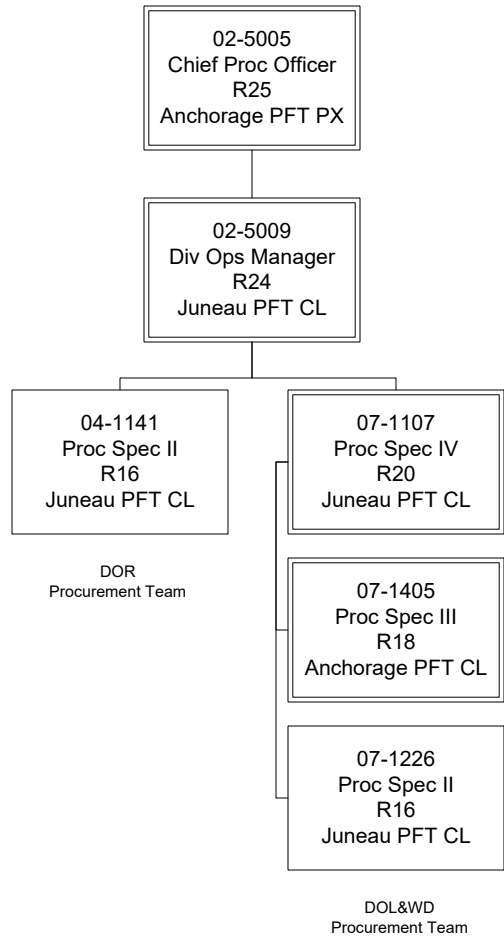 02-5005
Chief Proc Officer
R25
Anchorage PFT PX
02-5009
Div Ops Manager
R24
Juneau PFT CL
04-1141
Proc Spec II
R16
Juneau PFT CL
DOR
Procurement Team
07-1107
Proc Spec IV
R20
Juneau PFT CL
07-1405
Proc Spec III
R18
Anchorage PFT CL
07-1226
Proc Spec II
R16
Juneau PFT CL
DOL&WD
Procurement Team